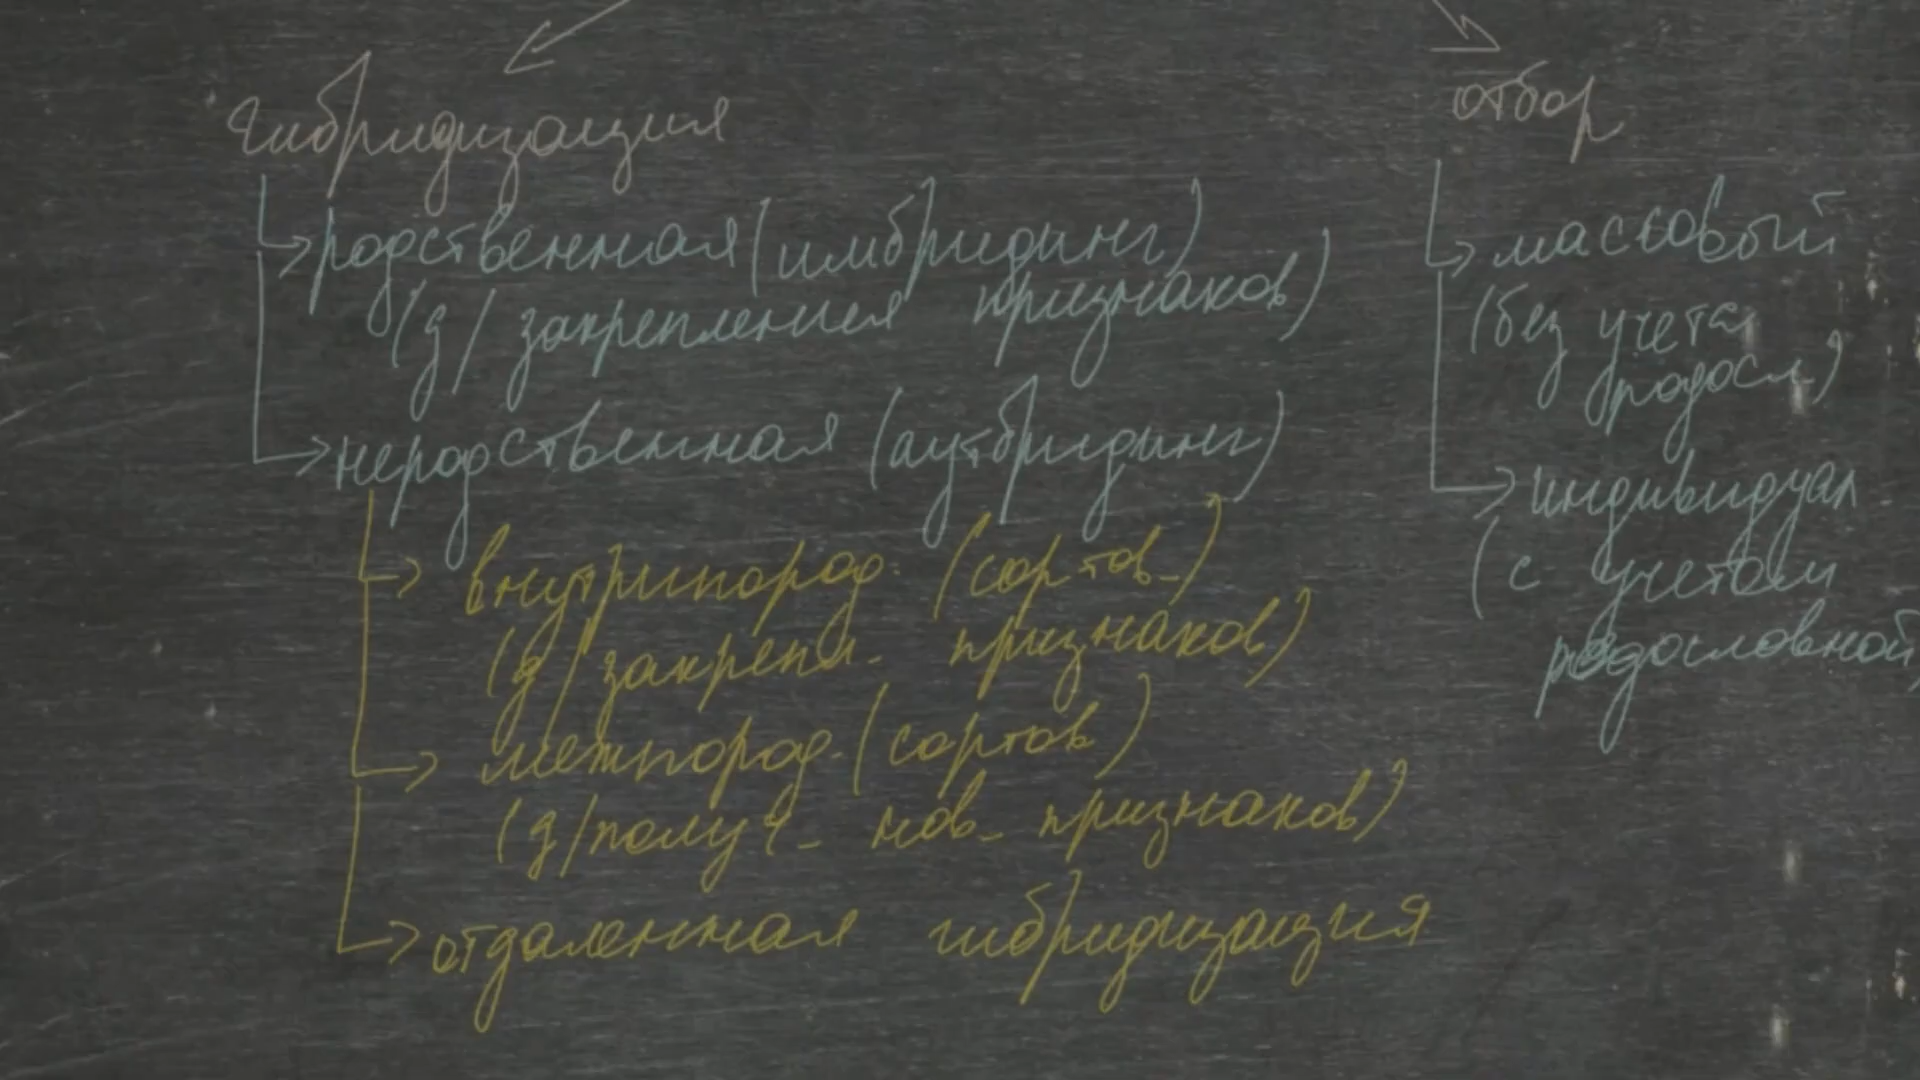 гибридизация
родственная (имбридинг)
(д/ закрепления признаков)
неродственная (аутбридинг)
внутрипород. (сортов.)
(д/ закрепл. признаков)
межпород. (сортов)
(д/получ. нов. признаков)
отдаленная гибридизация
отбор
массовый
(без учета
родосл)
индивидуал
(с учетом
родословной)